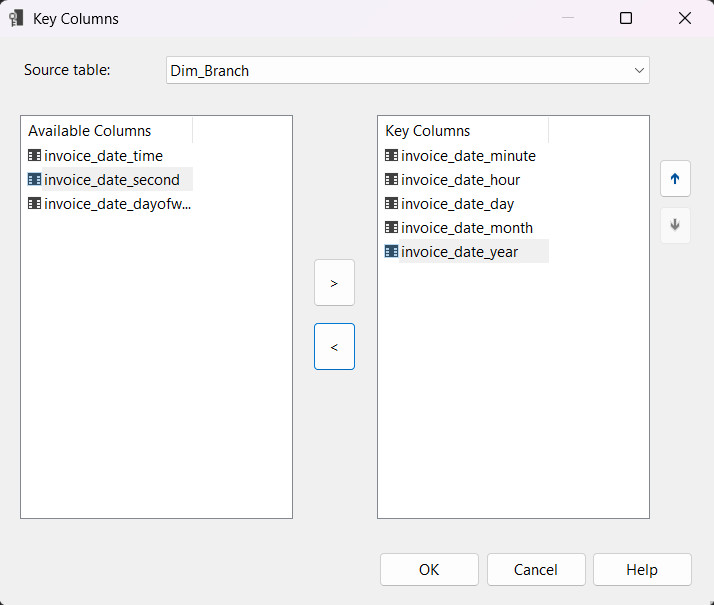 Key Columns
Source table:
Dim_Branch
Available Columns
invoice_date_time
invoice_date_second
invoice_date_dayofw...
>
<
Key Columns
invoice_date_minute
invoice_date_hour
invoice_date_day
invoice_date_month
invoice_date_year
OK
Cancel
Help